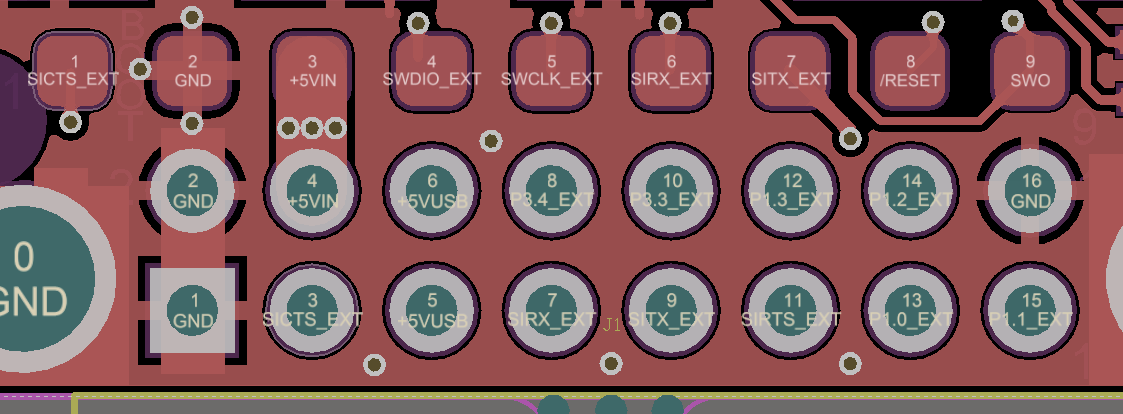 1 2 3 4 5 6 7 8 9
SICTS_EXT GND +5VIN SWDIO_EXT SWCLK_EXT SIRX_EXT SITX_EXT /RESET SWO
2 4 6 8 10 12 14 16
GND +5VIN +5VUSB P3.4_EXT P3.3_EXT P1.3_EXT P1.2_EXT GND
0
GND
1 3 5 7 9 11 13 15
GND SICTS_EXT +5VUSB SIRX_EXT J1 SITX_EXT SIRTS_EXT P1.0_EXT P1.1_EXT
9
1